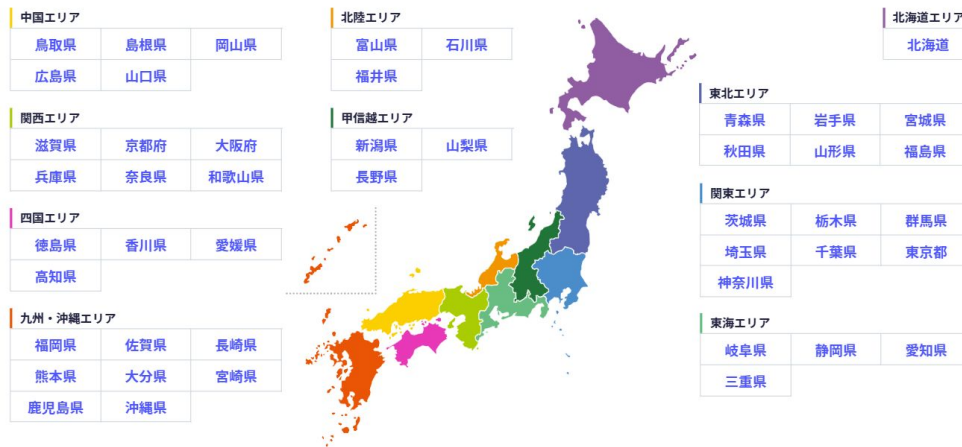 中国エリア
鳥取県 島根県 岡山県
広島県 山口県
関西エリア
滋賀県 京都府 大阪府
兵庫県 奈良県 和歌山県
四国エリア
徳島県 香川県 愛媛県
高知県
九州・沖縄エリア
福岡県 佐賀県 長崎県
熊本県 大分県 宮崎県
鹿児島県 沖縄県
北陸エリア
富山県 石川県
福井県
甲信越エリア
新潟県 山梨県
長野県
北海道エリア
北海道
東北エリア
青森県 岩手県 宮城県
秋田県 山形県 福島県
関東エリア
茨城県 栃木県 群馬県
埼玉県 千葉県 東京都
神奈川県
東海エリア
岐阜県 静岡県 愛知県
三重県